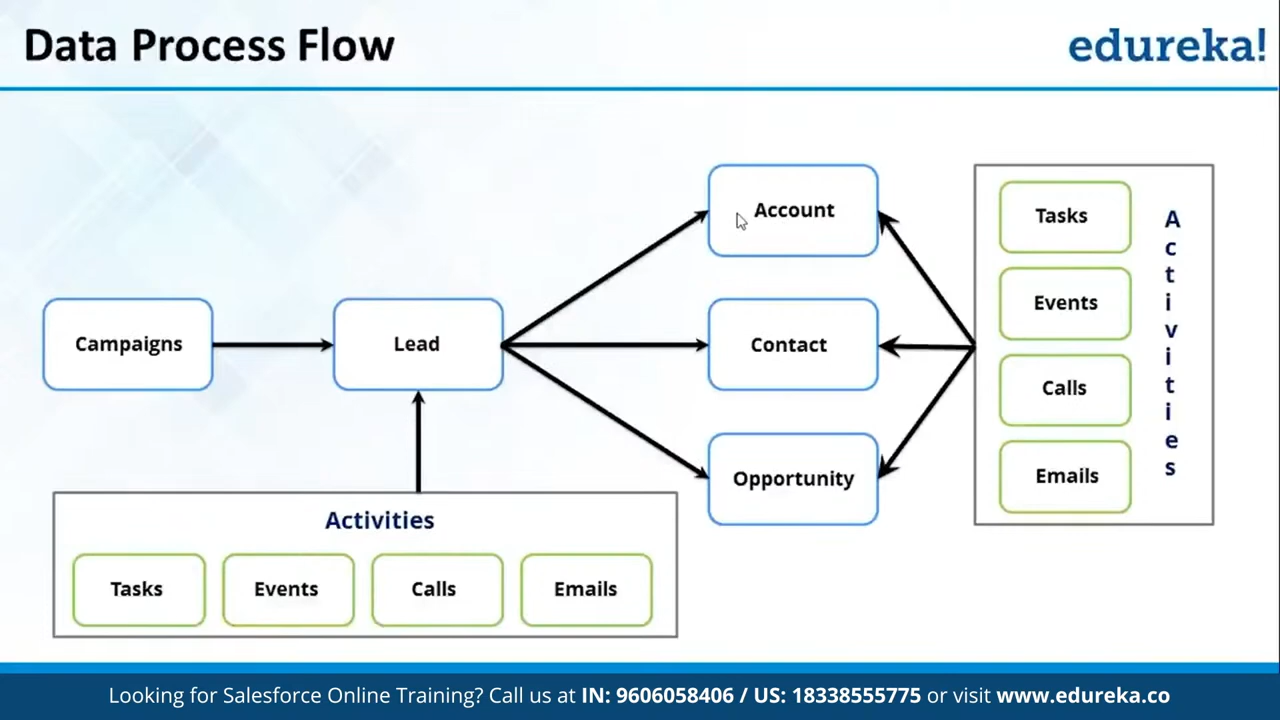 Data Process Flow
edureka!
Account
Campaigns
Lead
Contact
Opportunity
Tasks
Events
Calls
Emails
Activities
Activities
Tasks
Events
Calls
Emails
Looking for Salesforce Online Training? Call us at IN: 9606058406 / US: 18338555775 or visit www.edureka.co